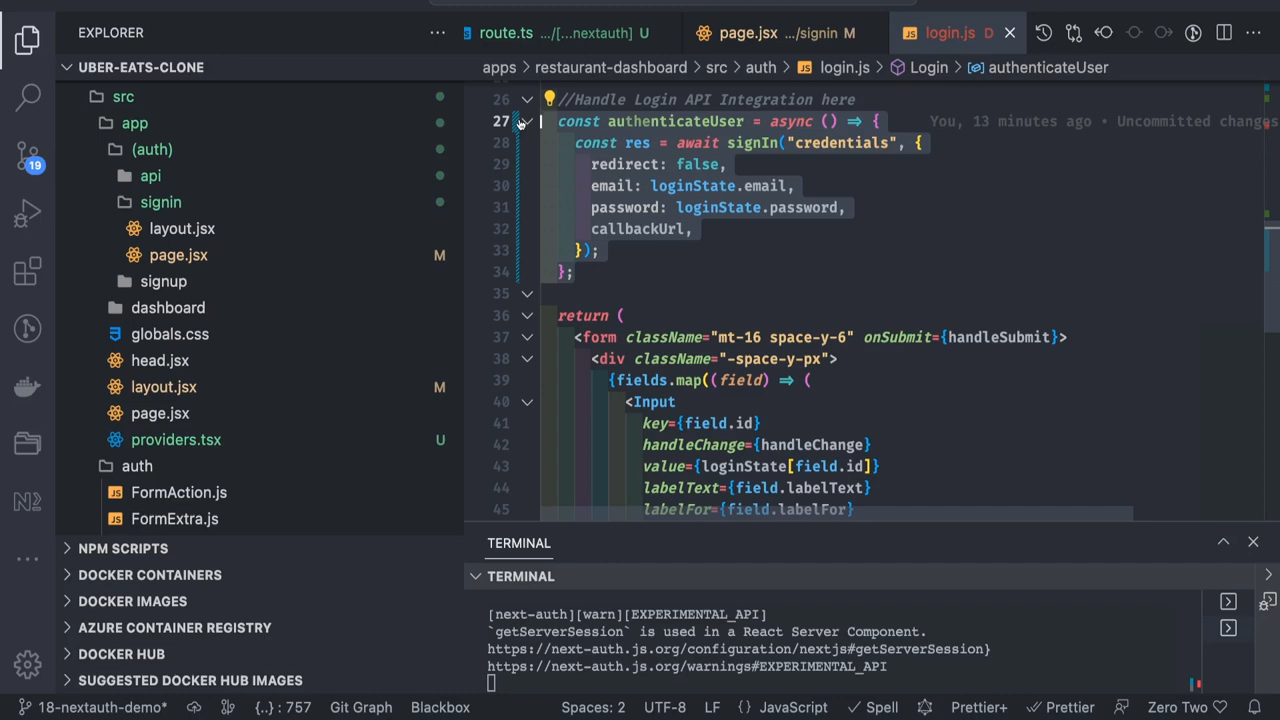 EXPLORER
UBER-EATS-CLONE
src
app
(auth)
api
signin
layout.jsx
page.jsx M
signup
dashboard
globals.css
head.jsx
layout.jsx M
page.jsx
providers.tsx U
auth
FormAction.js
FormExtra.js
NPM SCRIPTS
DOCKER CONTAINERS
DOCKER IMAGES
AZURE CONTAINER REGISTRY
DOCKER HUB
SUGGESTED DOCKER HUB IMAGES
19
TS route.ts .../[...nextauth] U
page.jsx .../signin M
JS login.js D
apps > restaurant-dashboard > src > auth > JS login.js > Login > authenticateUser
26 //Handle Login API Integration here
27 const authenticateUser = async () => { You, 13 minutes ago • Uncommitted changes
28 const res = await signIn("credentials", {
29 redirect: false,
30 email: loginState.email,
31 password: loginState.password,
32 callbackUrl,
33 });
34 };
35
36 return (
37 <form className="mt-16 space-y-6" onSubmit={handleSubmit}>
38 <div className="-space-y-px">
39 {fields.map((field) => (
40 <Input
41 key={field.id}
42 handleChange={handleChange}
43 value={loginState[field.id]}
44 labelText={field.labelText}
45 labelFor={field.labelFor}
TERMINAL
TERMINAL
[next-auth][warn][EXPERIMENTAL_API]
`getServerSession` is used in a React Server Component.
https://next-auth.js.org/configuration/nextjs#getServerSession}
https://next-auth.js.org/warnings#EXPERIMENTAL_API
18-nextauth-demo* {..} : 757 Git Graph Blackbox Spaces: 2 UTF-8 LF {} JavaScript Spell Prettier+ Prettier Zero Two